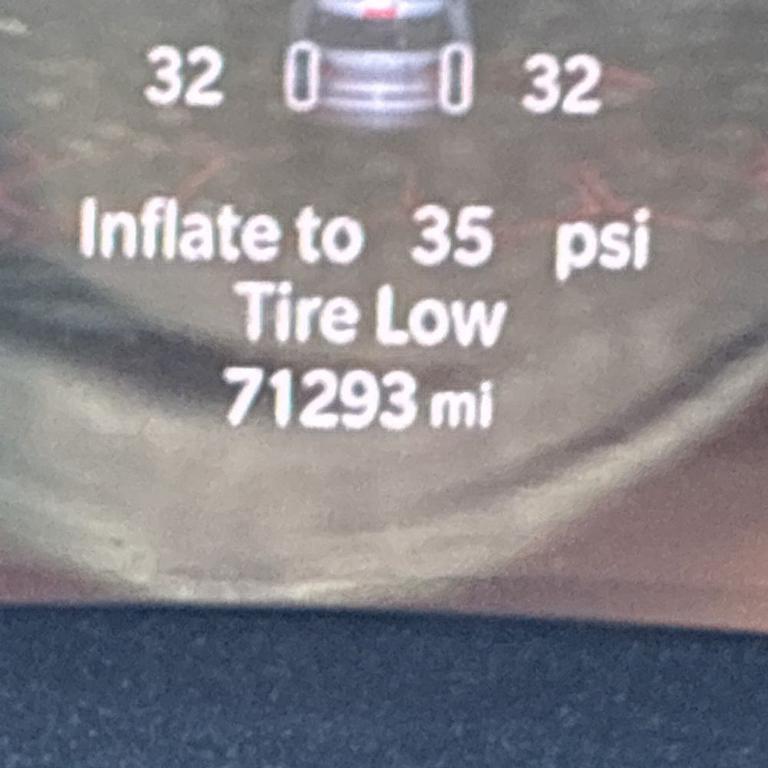 32 32
Inflate to 35 psi
Tire Low
71293 mi